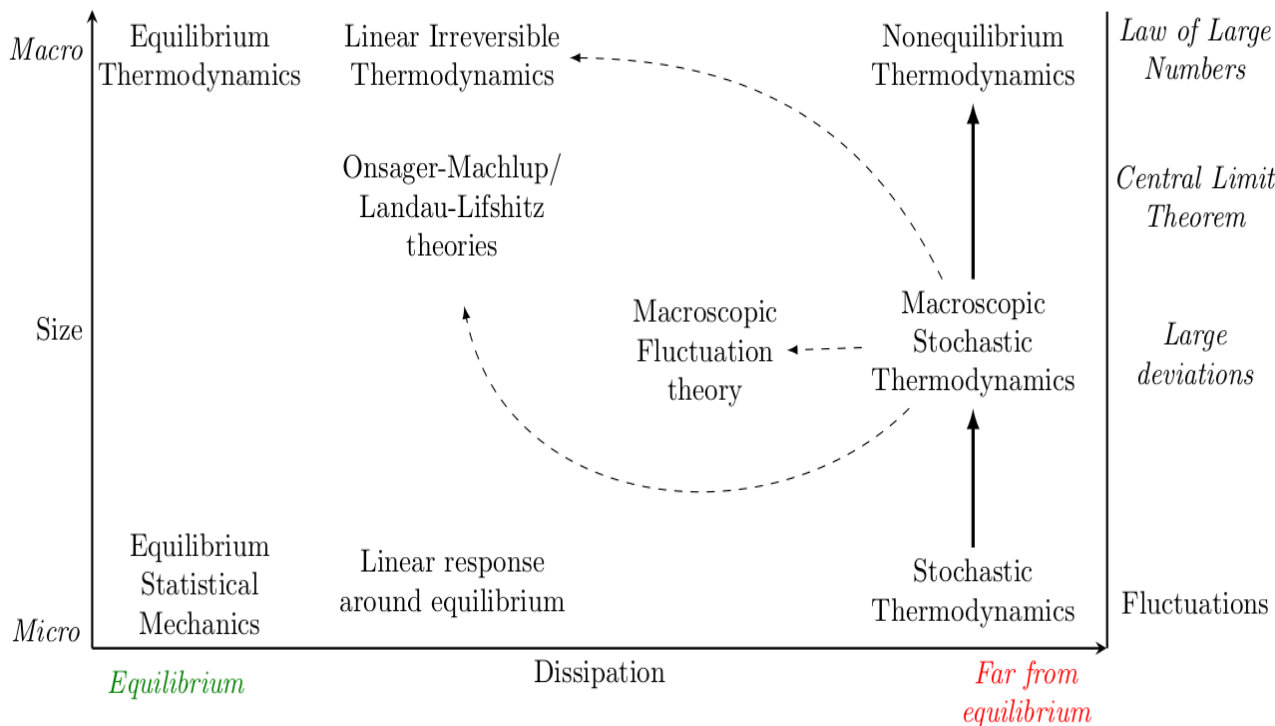 Macro
Equilibrium
Thermodynamics
Linear Irreversible
Thermodynamics
Nonequilibrium
Thermodynamics
Law of Large
Numbers
Onsager-Machlup/
Landau-Lifshitz
theories
Central Limit
Theorem
Size
Macroscopic
Fluctuation
theory
Macroscopic
Stochastic
Thermodynamics
Large
deviations
Equilibrium
Statistical
Mechanics
Linear response
around equilibrium
Stochastic
Thermodynamics
Fluctuations
Micro
Equilibrium
Dissipation
Far from
equilibrium